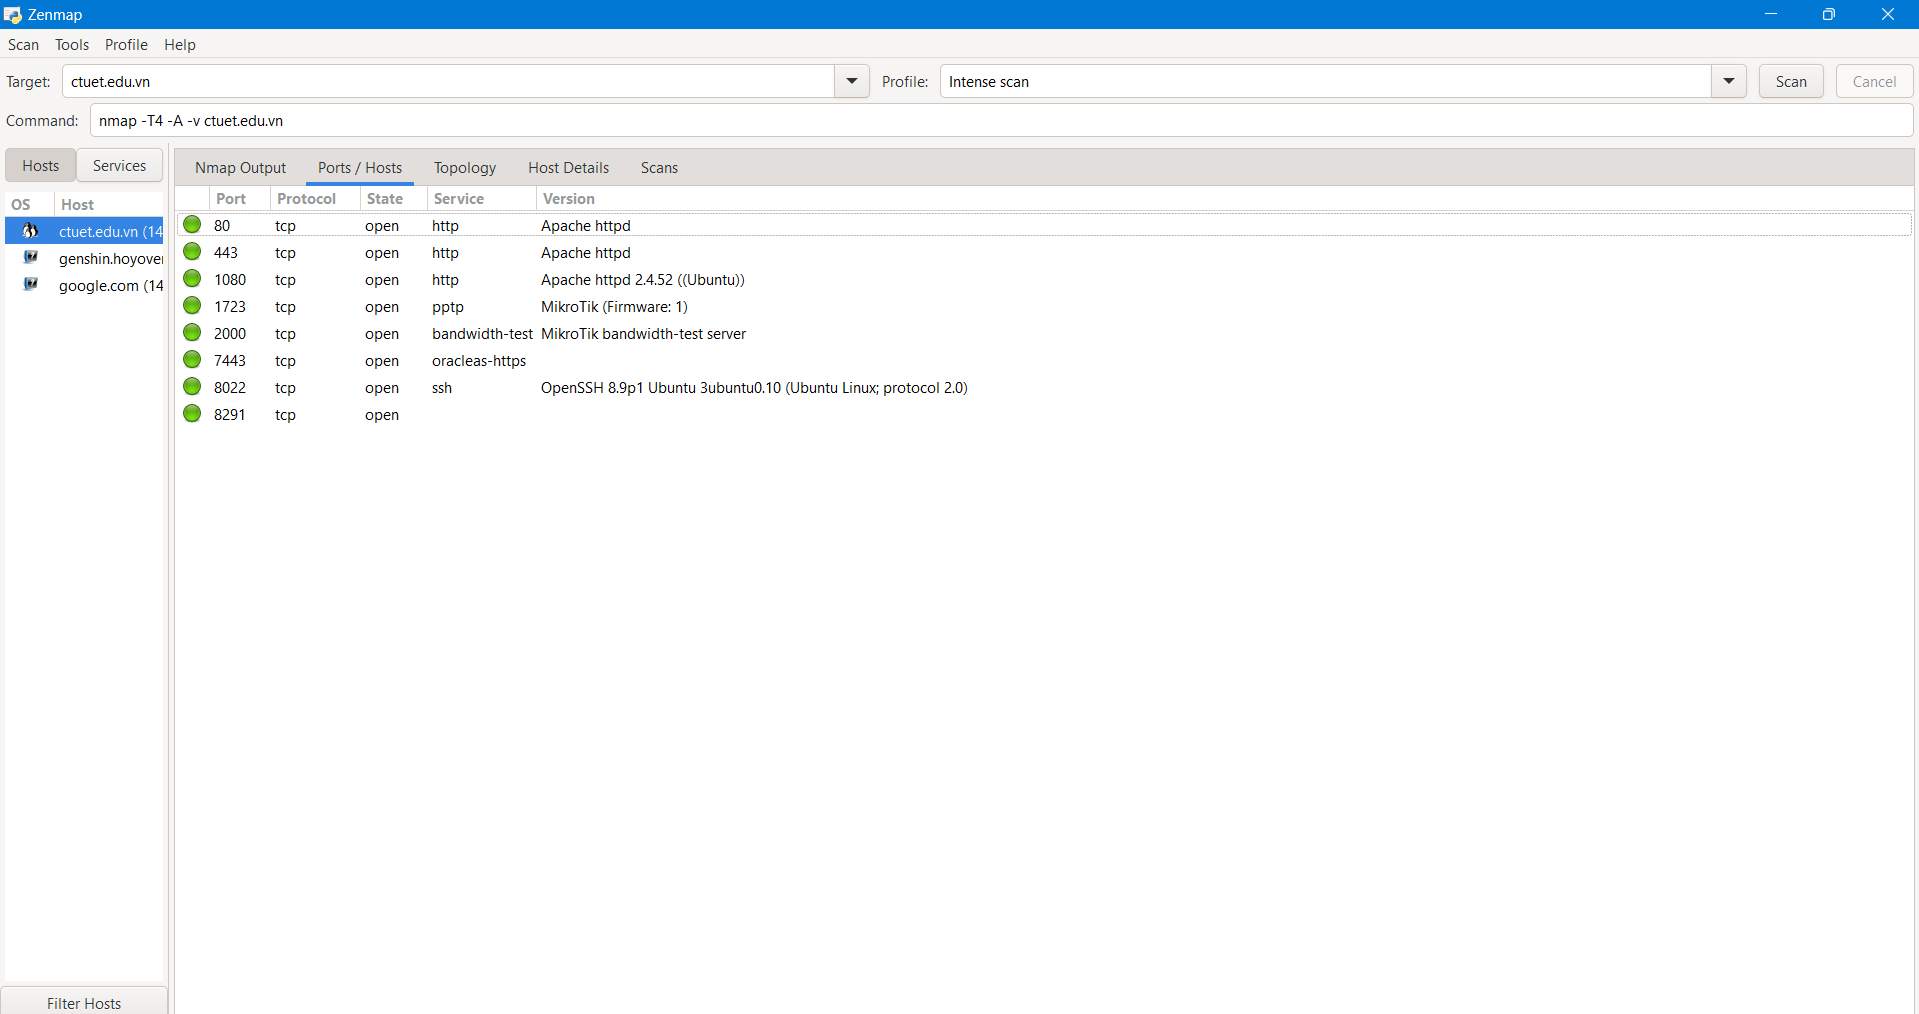 Zenmap
Scan Tools Profile Help
Target: ctuet.edu.vn Profile: Intense scan Scan Cancel
Command: nmap -T4 -A -v ctuet.edu.vn
Hosts Services
OS Host
ctuet.edu.vn (14
genshin.hoyover
google.com (14
Filter Hosts
Nmap Output Ports / Hosts Topology Host Details Scans
Port Protocol State Service Version
80 tcp open http Apache httpd
443 tcp open http Apache httpd
1080 tcp open http Apache httpd 2.4.52 ((Ubuntu))
1723 tcp open pptp MikroTik (Firmware: 1)
2000 tcp open bandwidth-test MikroTik bandwidth-test server
7443 tcp open oracleas-https
8022 tcp open ssh OpenSSH 8.9p1 Ubuntu 3ubuntu0.10 (Ubuntu Linux; protocol 2.0)
8291 tcp open